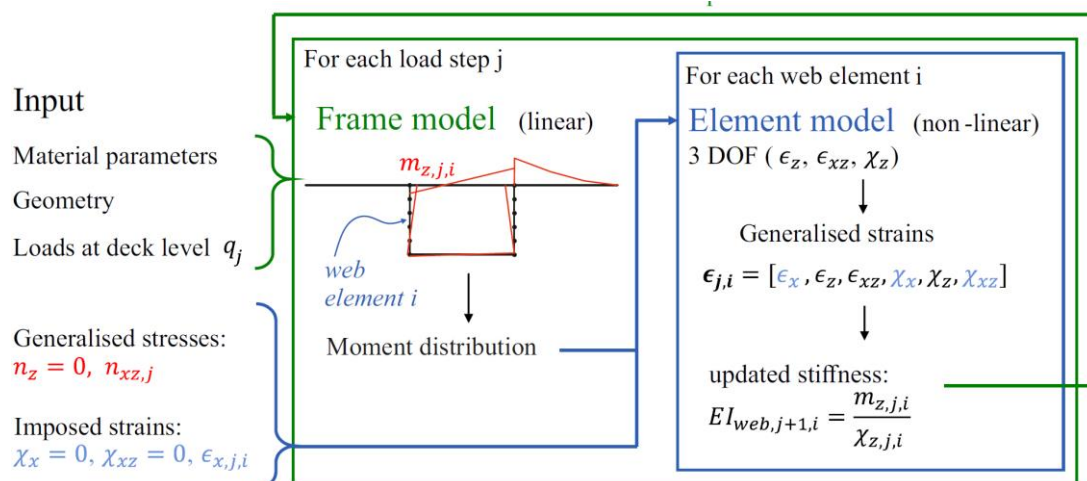 For each load step j
For each web element i
Input
Frame model (linear)
Element model (non-linear)
3 DOF ( ϵ_z, ϵ_xz, χ_z)
Material parameters
m_z,j,i
Geometry
Generalised strains
Loads at deck level q_j
web
element i
ϵ_j,i = [ϵ_x, ϵ_z, ϵ_xz, χ_x, χ_z, χ_xz]
Generalised stresses:
n_z = 0, n_xz,j
Moment distribution
updated stiffness:
EI_web,j+1,i = m_z,j,i / χ_z,j,i
Imposed strains:
χ_x = 0, χ_xz = 0, ϵ_x,j,i